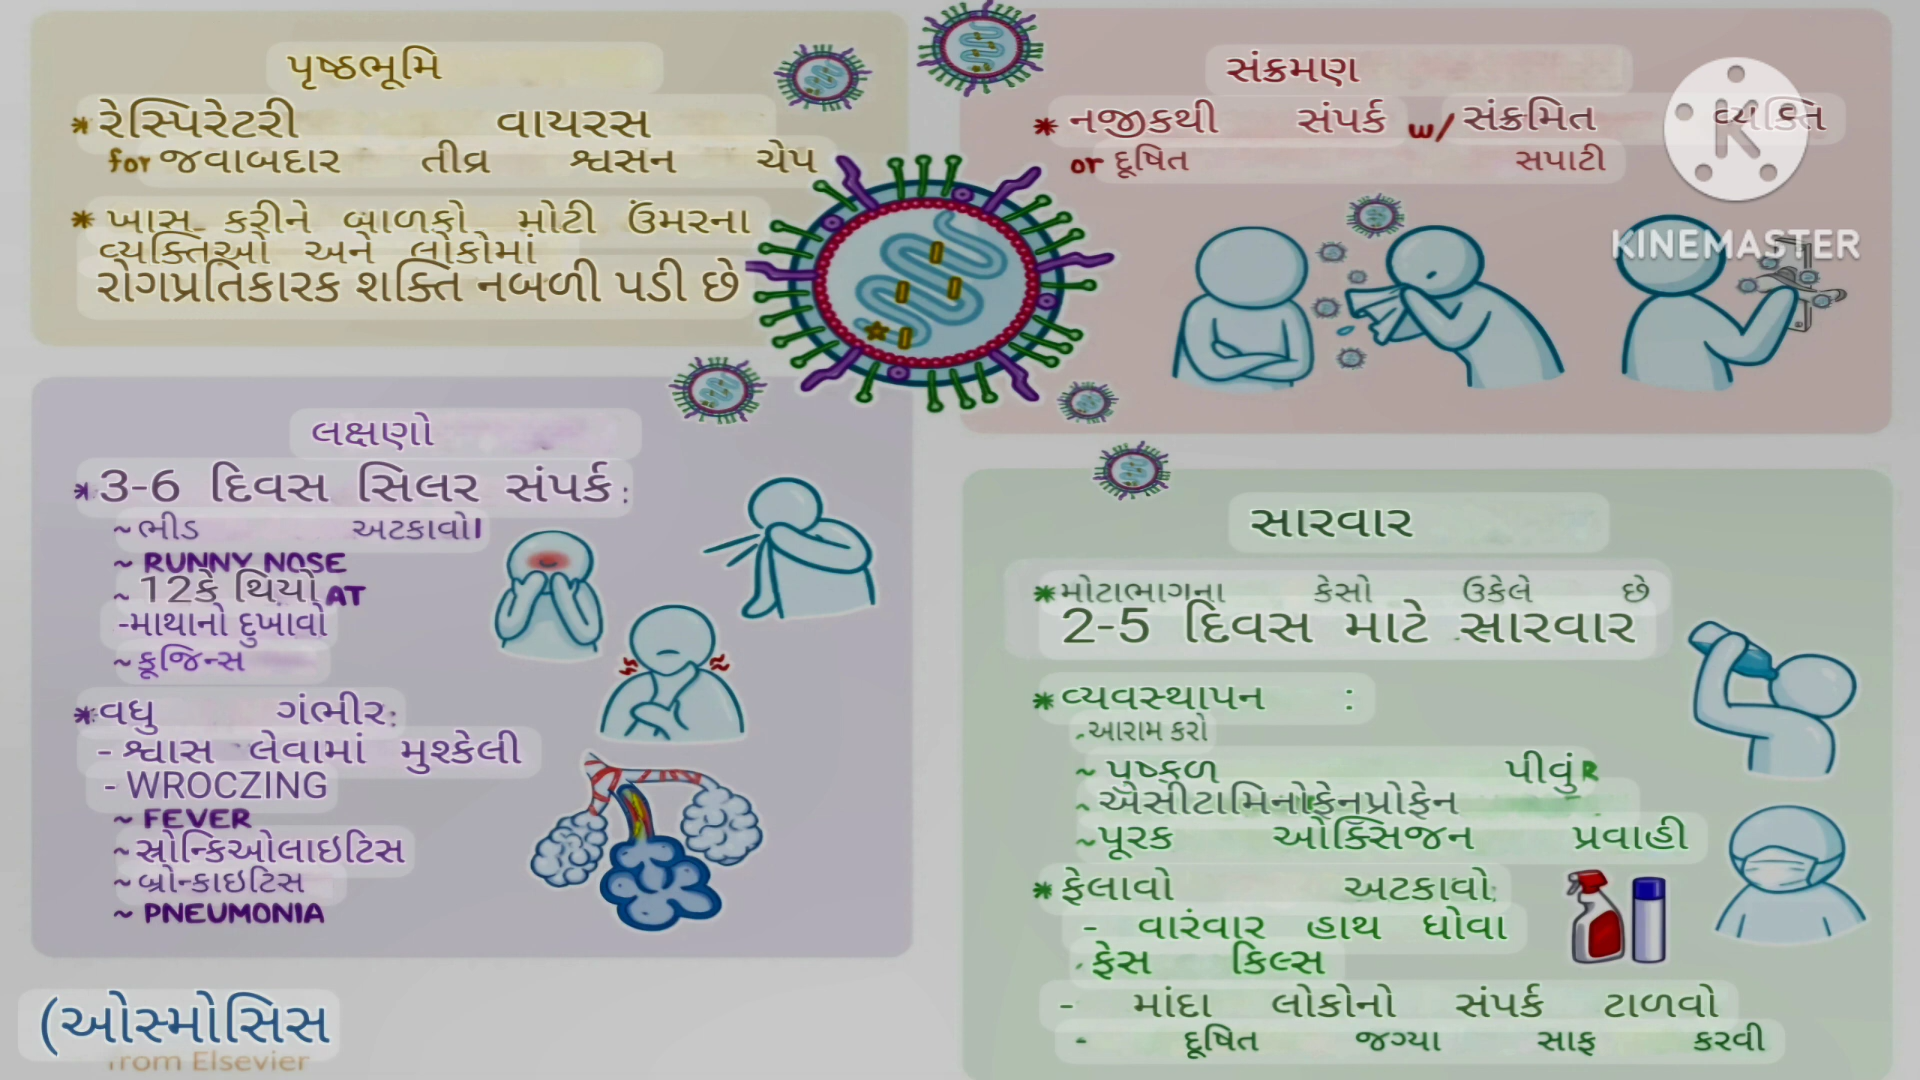 પૃષ્ઠભૂમિ
* રેસ્પિરેટરી વાયરસ
for જવાબદાર તીવ્ર શ્વસન ચેપ
* ખાસ કરીને બાળકો મોટી ઉંમરના
વ્યક્તિઓ અને લોકોમાં
રોગપ્રતિકારક શક્તિ નબળી પડી છે
સંક્રમણ
* નજીકથી સંપર્ક w/ સંક્રમિત વ્યક્તિ
or દૂષિત સપાટી
K
KINEMASTER
લક્ષણો
* 3-6 દિવસ સિલર સંપર્ક :
~ ભીડ અટકાવો।
~ RUNNY NOSE
~ 12કે થિયો AT
-માથાનો દુખાવો
~ કૂજિન્સ
* વધુ ગંભીર:
- શ્વાસ લેવામાં મુશ્કેલી
- WROCZING
~ FEVER
~ સ્રોન્કિઓલાઇટિસ
~ બ્રોન્કાઇટિસ
~ PNEUMONIA
સારવાર
* મોટાભાગના કેસો ઉકેલે છે
2-5 દિવસ માટે સારવાર
* વ્યવસ્થાપન :
આરામ કરો
~ પુષ્કળ પીવું R
~ એસીટામિનોફેનપ્રોફેન
~ પૂરક ઓક્સિજન પ્રવાહી
* ફેલાવો અટકાવો:
- વારંવાર હાથ ધોવા
ફેસ કિલ્સ
- માંદા લોકોનો સંપર્ક ટાળવો
- દૂષિત જગ્યા સાફ કરવી
(ઓસ્મોસિસ
from Elsevier